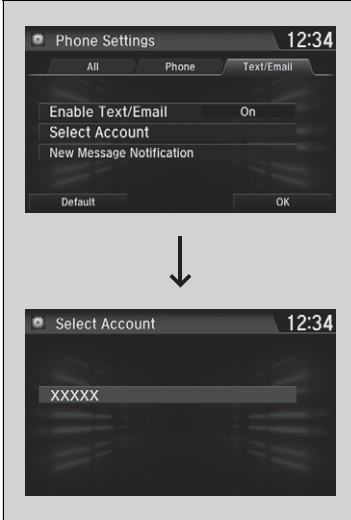 Phone Settings 12:34
All Phone Text/Email
Enable Text/Email On
Select Account
New Message Notification
Default OK
Select Account 12:34
XXXXX